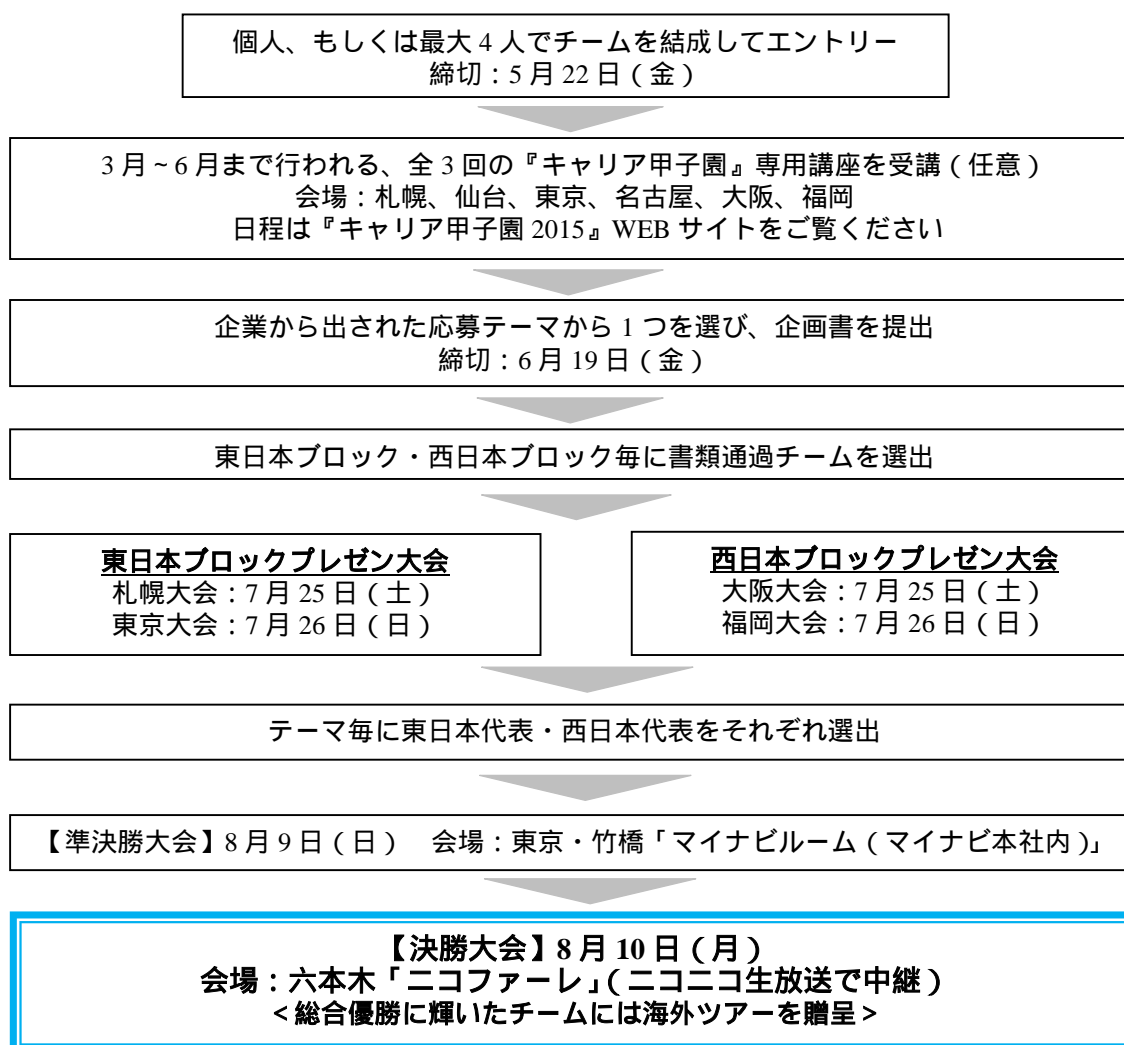 個人、もしくは最大 4 人でチームを結成してエントリー
締切：5 月 22 日（金）
3 月～6 月まで行われる、全 3 回の『キャリア甲子園』専用講座を受講（任意）
会場：札幌、仙台、東京、名古屋、大阪、福岡
日程は『キャリア甲子園 2015』WEB サイトをご覧ください
企業から出された応募テーマから 1 つを選び、企画書を提出
締切：6 月 19 日（金）
東日本ブロック・西日本ブロック毎に書類通過チームを選出
東日本ブロックプレゼン大会
札幌大会：7 月 25 日（土）
東京大会：7 月 26 日（日）
西日本ブロックプレゼン大会
大阪大会：7 月 25 日（土）
福岡大会：7 月 26 日（日）
テーマ毎に東日本代表・西日本代表をそれぞれ選出
【準決勝大会】8 月 9 日（日）　会場：東京・竹橋「マイナビルーム（マイナビ本社内）」
【決勝大会】8 月 10 日（月）
会場：六本木「ニコファーレ」（ニコニコ生放送で中継）
＜総合優勝に輝いたチームには海外ツアーを贈呈＞